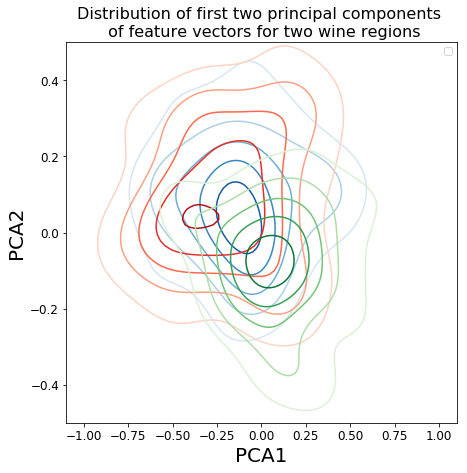 Distribution of first two principal components
of feature vectors for two wine regions
0.4
0.2
0.0
−0.2
−0.4
PCA2
−1.00 −0.75 −0.50 −0.25 0.00 0.25 0.50 0.75 1.00
PCA1